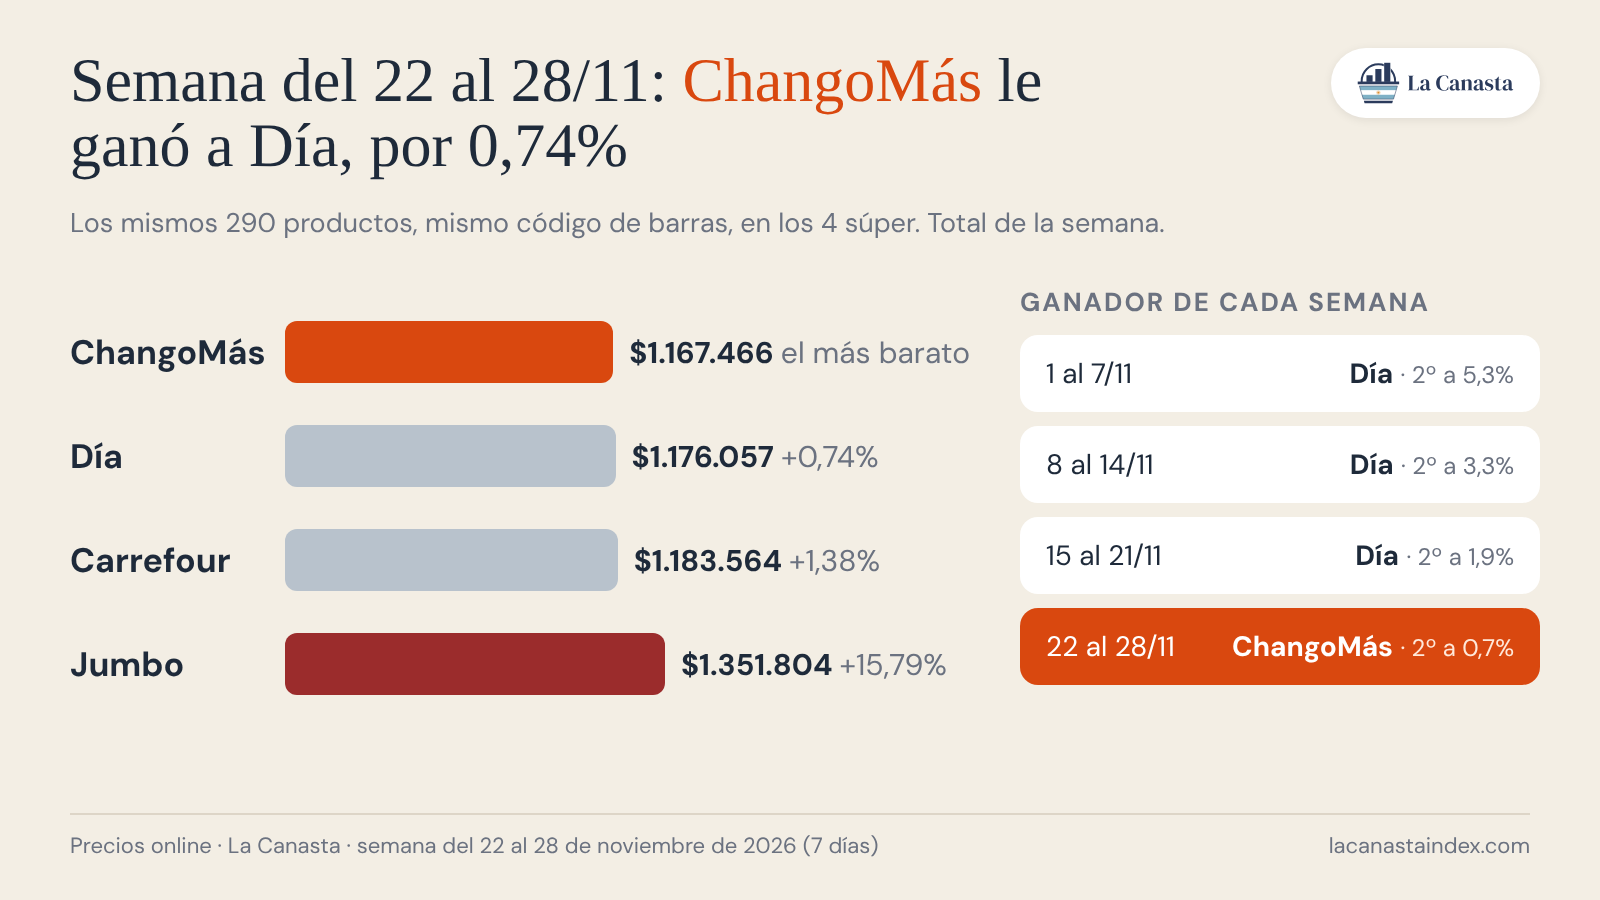 Semana del 22 al 28/11: ChangoMás le
ganó a Día, por 0,74%
La Canasta
Los mismos 290 productos, mismo código de barras, en los 4 súper. Total de la semana.
ChangoMás $1.167.466 el más barato
Día $1.176.057 +0,74%
Carrefour $1.183.564 +1,38%
Jumbo $1.351.804 +15,79%
GANADOR DE CADA SEMANA
1 al 7/11 Día · 2º a 5,3%
8 al 14/11 Día · 2º a 3,3%
15 al 21/11 Día · 2º a 1,9%
22 al 28/11 ChangoMás · 2º a 0,7%
Precios online · La Canasta · semana del 22 al 28 de noviembre de 2026 (7 días)
lacanastaindex.com